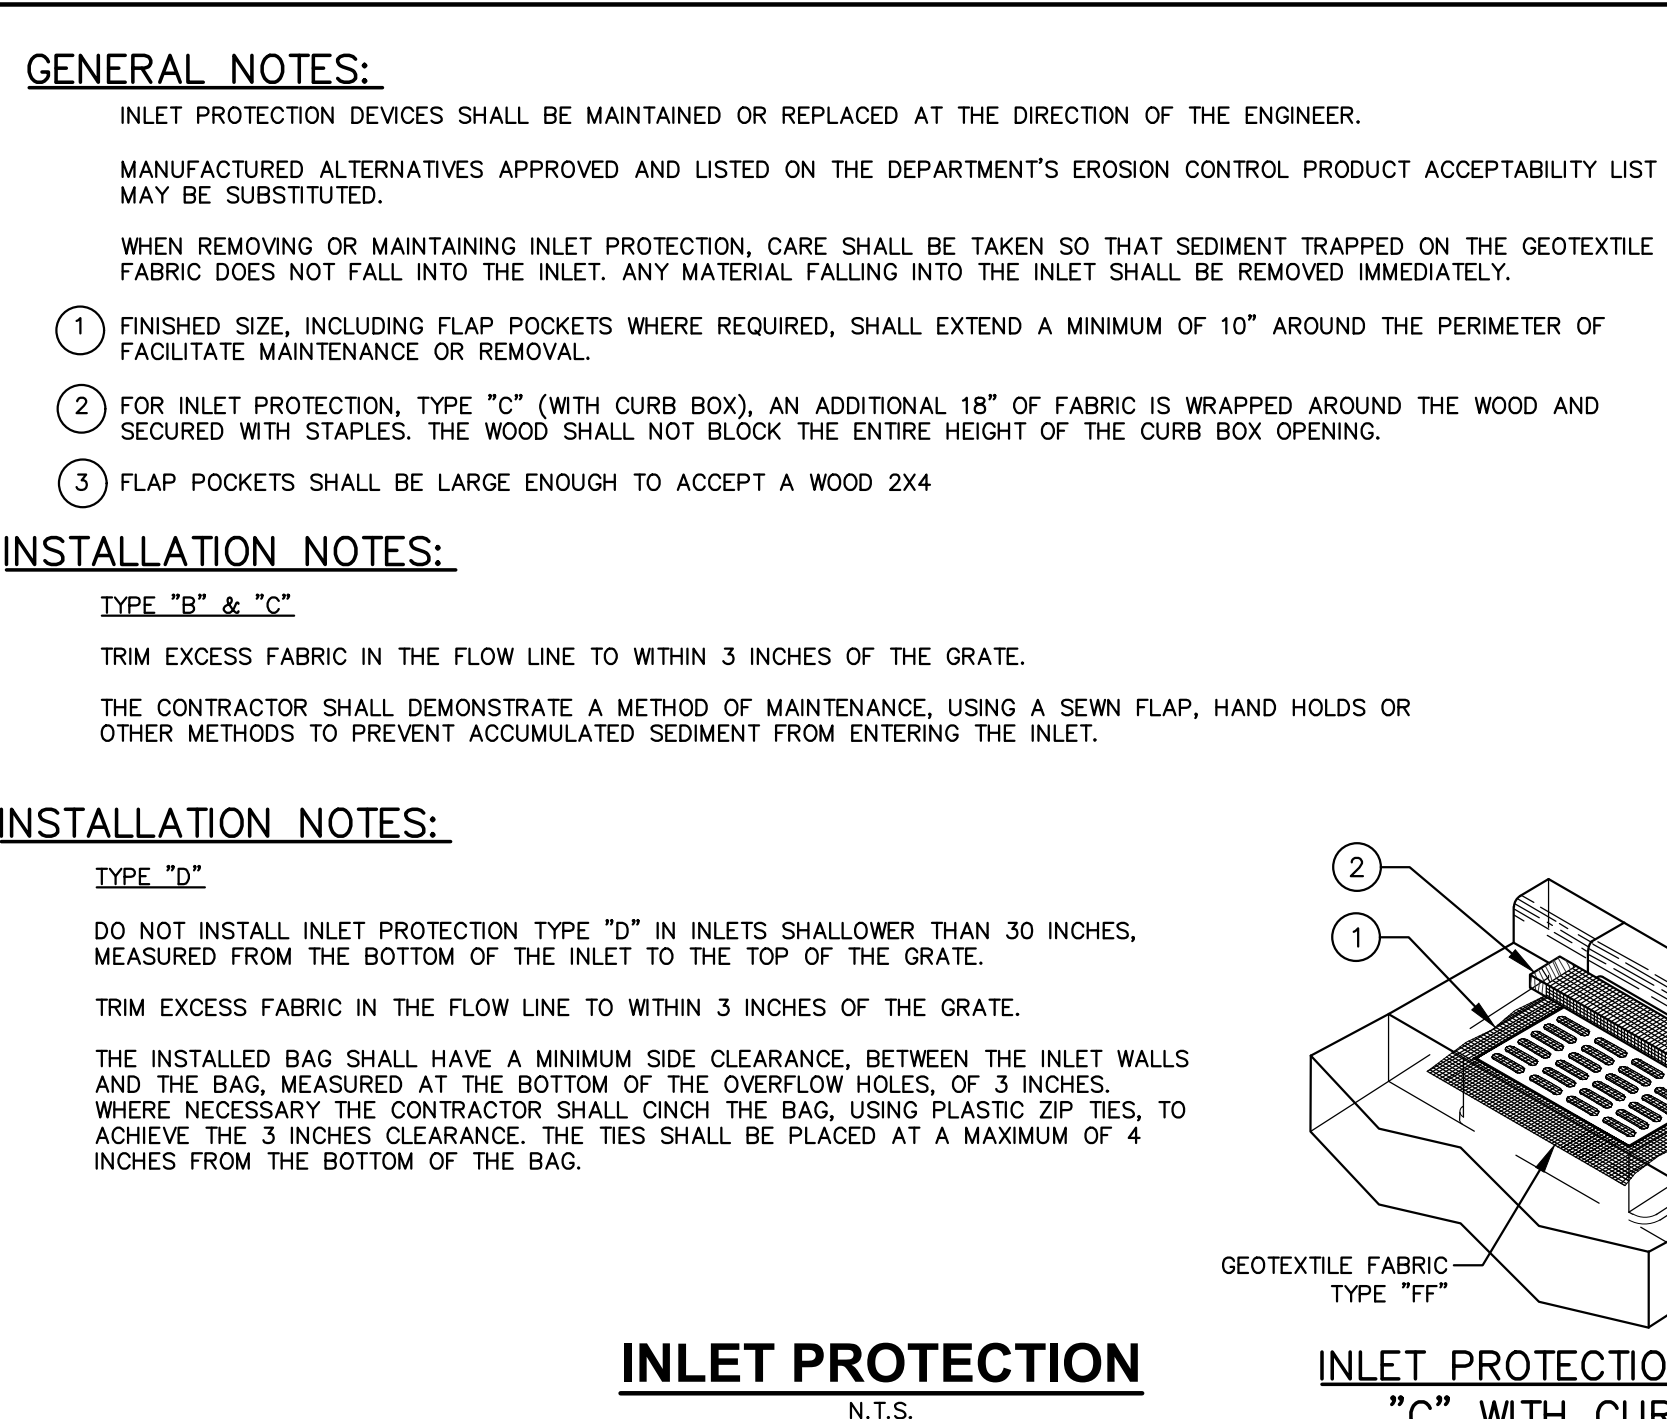 GENERAL NOTES:
INLET PROTECTION DEVICES SHALL BE MAINTAINED OR REPLACED AT THE DIRECTION OF THE ENGINEER.
MANUFACTURED ALTERNATIVES APPROVED AND LISTED ON THE DEPARTMENT'S EROSION CONTROL PRODUCT ACCEPTABILITY LIST
MAY BE SUBSTITUTED.
WHEN REMOVING OR MAINTAINING INLET PROTECTION, CARE SHALL BE TAKEN SO THAT SEDIMENT TRAPPED ON THE GEOTEXTILE
FABRIC DOES NOT FALL INTO THE INLET. ANY MATERIAL FALLING INTO THE INLET SHALL BE REMOVED IMMEDIATELY.
1 FINISHED SIZE, INCLUDING FLAP POCKETS WHERE REQUIRED, SHALL EXTEND A MINIMUM OF 10" AROUND THE PERIMETER OF
FACILITATE MAINTENANCE OR REMOVAL.
2 FOR INLET PROTECTION, TYPE "C" (WITH CURB BOX), AN ADDITIONAL 18" OF FABRIC IS WRAPPED AROUND THE WOOD AND
SECURED WITH STAPLES. THE WOOD SHALL NOT BLOCK THE ENTIRE HEIGHT OF THE CURB BOX OPENING.
3 FLAP POCKETS SHALL BE LARGE ENOUGH TO ACCEPT A WOOD 2X4
INSTALLATION NOTES:
TYPE "B" & "C"
TRIM EXCESS FABRIC IN THE FLOW LINE TO WITHIN 3 INCHES OF THE GRATE.
THE CONTRACTOR SHALL DEMONSTRATE A METHOD OF MAINTENANCE, USING A SEWN FLAP, HAND HOLDS OR
OTHER METHODS TO PREVENT ACCUMULATED SEDIMENT FROM ENTERING THE INLET.
INSTALLATION NOTES:
TYPE "D"
DO NOT INSTALL INLET PROTECTION TYPE "D" IN INLETS SHALLOWER THAN 30 INCHES,
MEASURED FROM THE BOTTOM OF THE INLET TO THE TOP OF THE GRATE.
TRIM EXCESS FABRIC IN THE FLOW LINE TO WITHIN 3 INCHES OF THE GRATE.
THE INSTALLED BAG SHALL HAVE A MINIMUM SIDE CLEARANCE, BETWEEN THE INLET WALLS
AND THE BAG, MEASURED AT THE BOTTOM OF THE OVERFLOW HOLES, OF 3 INCHES.
WHERE NECESSARY THE CONTRACTOR SHALL CINCH THE BAG, USING PLASTIC ZIP TIES, TO
ACHIEVE THE 3 INCHES CLEARANCE. THE TIES SHALL BE PLACED AT A MAXIMUM OF 4
INCHES FROM THE BOTTOM OF THE BAG.
2
1
GEOTEXTILE FABRIC
TYPE "FF"
INLET PROTECTION
N.T.S.
INLET PROTECTIO
"C" WITH CUR